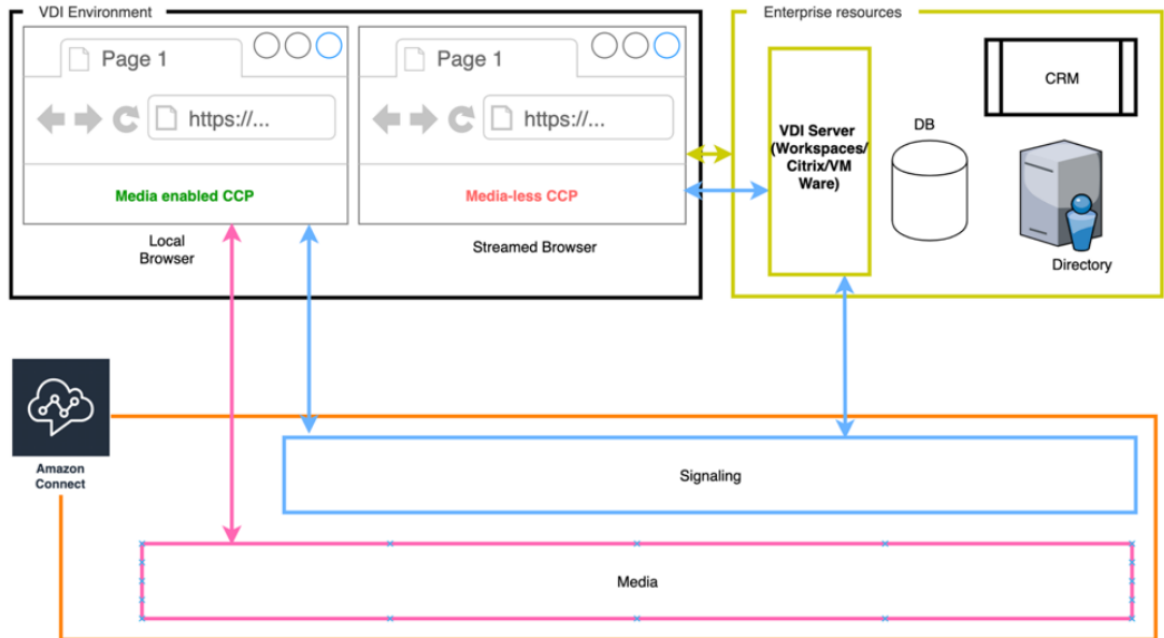 VDI Environment
Page 1
https://...
Media enabled CCP
Local
Browser
Page 1
https://...
Media-less CCP
Streamed Browser
Enterprise resources
VDI Server
(Workspaces/
Citrix/VM
Ware)
DB
CRM
Directory
Amazon
Connect
Signaling
Media